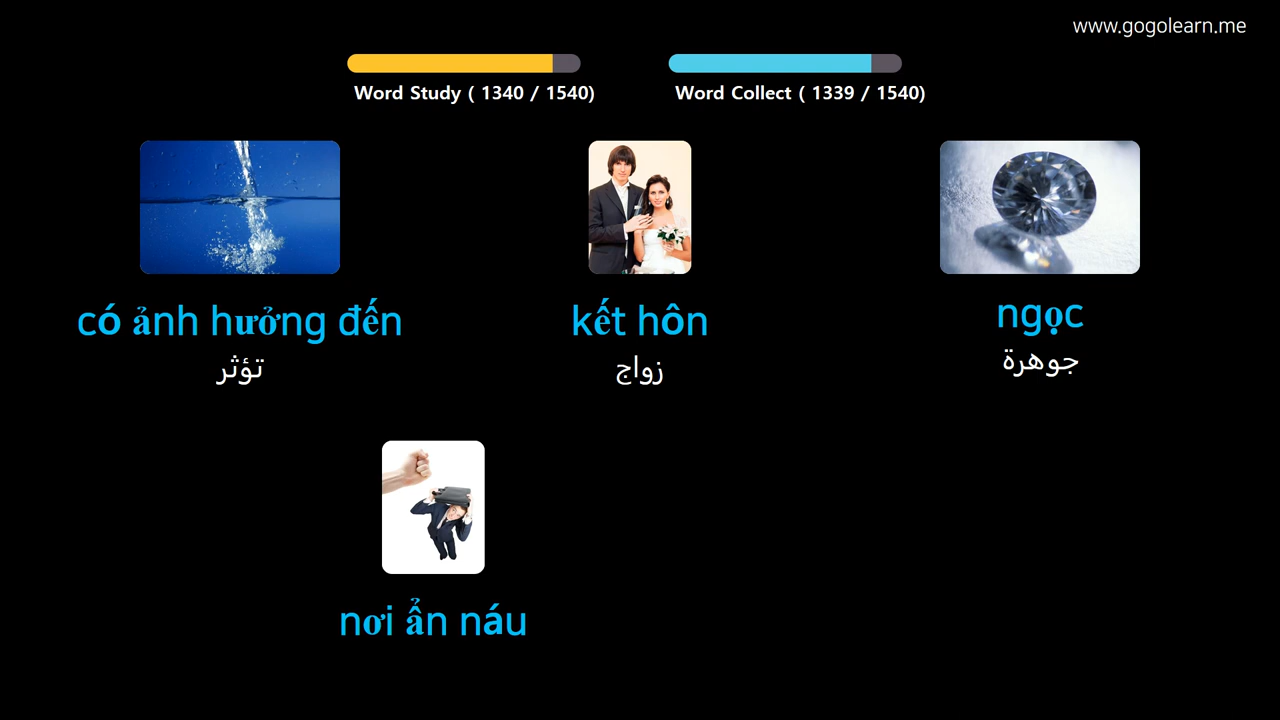 www.gogolearn.me
Word Study ( 1340 / 1540)
Word Collect ( 1339 / 1540)
có ảnh hưởng đến
تؤثر
kết hôn
زواج
ngọc
جوهرة
nơi ẩn náu